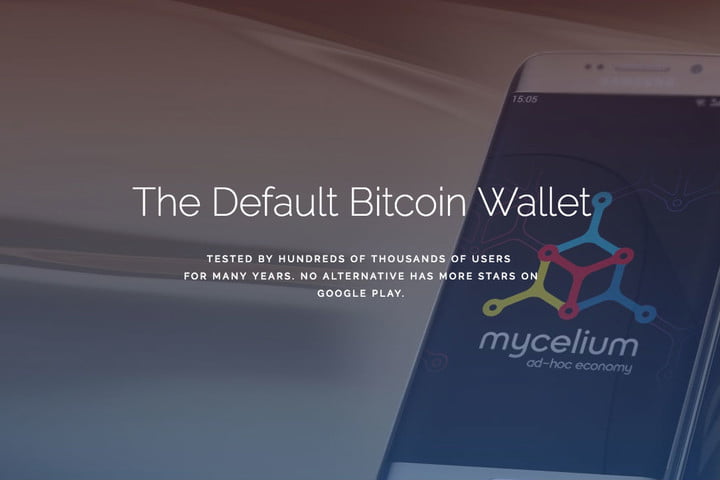 15:05
The Default Bitcoin Wallet
TESTED BY HUNDREDS OF THOUSANDS OF USERS
FOR MANY YEARS. NO ALTERNATIVE HAS MORE STARS ON
GOOGLE PLAY.
mycelium
ad-hoc economy